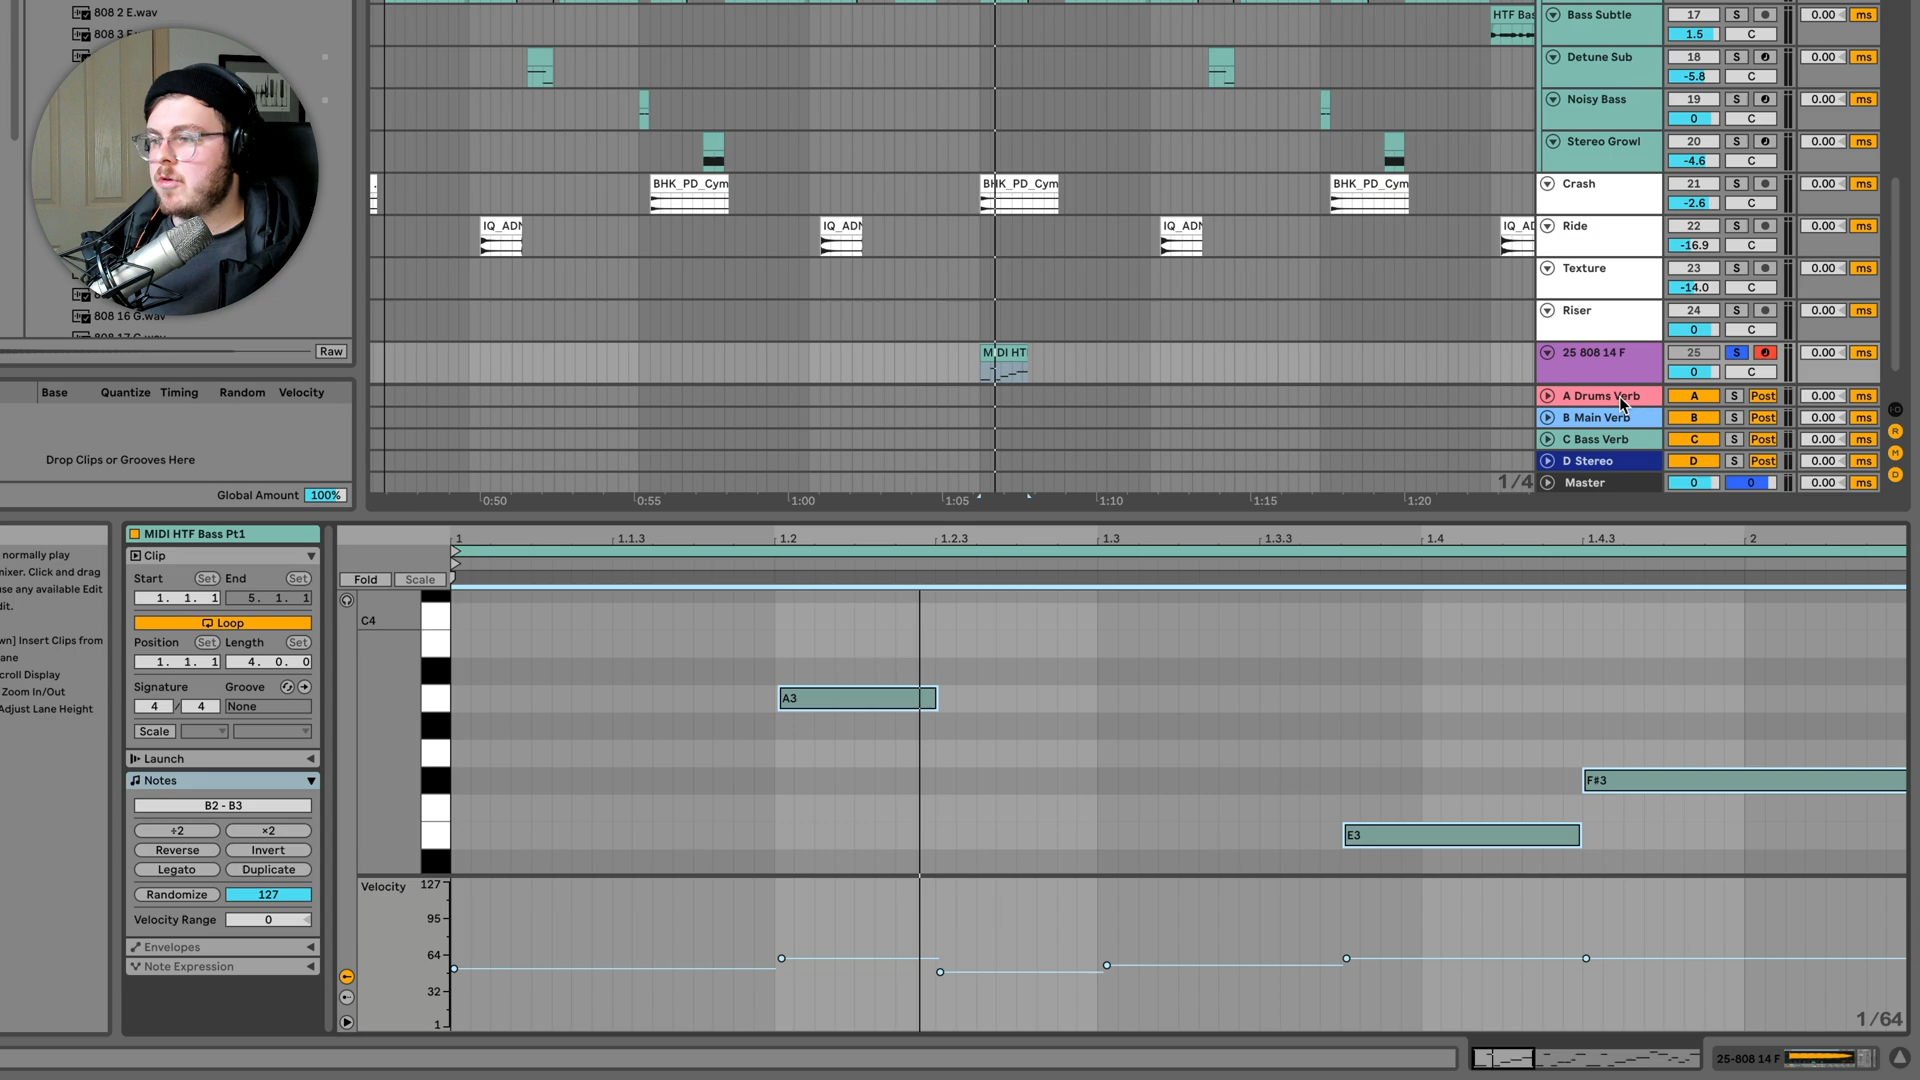 808 2 E.wav
808 3 F.wav
808 16 G.wav
808 17 G.wav
Raw
Base Quantize Timing Random Velocity
Drop Clips or Grooves Here
Global Amount 100%
HTF Bas
Bass Subtle 17 S 0.00 ms
1.5 C
Detune Sub 18 S 0.00 ms
-5.8 C
Noisy Bass 19 S 0.00 ms
0 C
Stereo Growl 20 S 0.00 ms
-4.6 C
BHK_PD_Cym BHK_PD_Cym BHK_PD_Cym
Crash 21 S 0.00 ms
-2.6 C
IQ_ADN IQ_ADN IQ_ADN IQ_AD
Ride 22 S 0.00 ms
-16.9 C
Texture 23 S 0.00 ms
-14.0 C
Riser 24 S 0.00 ms
0 C
MIDI HT
25 808 14 F 25 S 0.00 ms
0 C
A Drums Verb A S Post 0.00 ms
B Main Verb B S Post 0.00 ms
C Bass Verb C S Post 0.00 ms
D Stereo D S Post 0.00 ms
1/4 Master 0 0 0.00 ms
I·O
R
M
D
0:50 0:55 1:00 1:05 1:10 1:15 1:20
normally play
mixer. Click and drag
use any available Edit
dit.
wn] Insert Clips from
ane
croll Display
Zoom In/Out
Adjust Lane Height
MIDI HTF Bass Pt1
Clip
Start Set End Set
1. 1. 1 5. 1. 1
Loop
Position Set Length Set
1. 1. 1 4. 0. 0
Signature Groove
4 / 4 None
Scale
Launch
Notes
B2 - B3
÷2 ×2
Reverse Invert
Legato Duplicate
Randomize 127
Velocity Range 0
Envelopes
Note Expression
1 1.1.3 1.2 1.2.3 1.3 1.3.3 1.4 1.4.3 2
Fold Scale
C4
A3
F#3
E3
Velocity 127
95
64
32
1
1/64
25-808 14 F